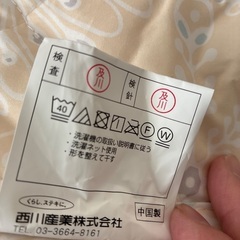 検査 及川 検針 及川
40 F W
・洗濯機の取扱い説明書に従う
・洗濯ネット使用
・形を整えて干す
くらし、ステキに。
西川産業株式会社
03-3664-8161
中国製